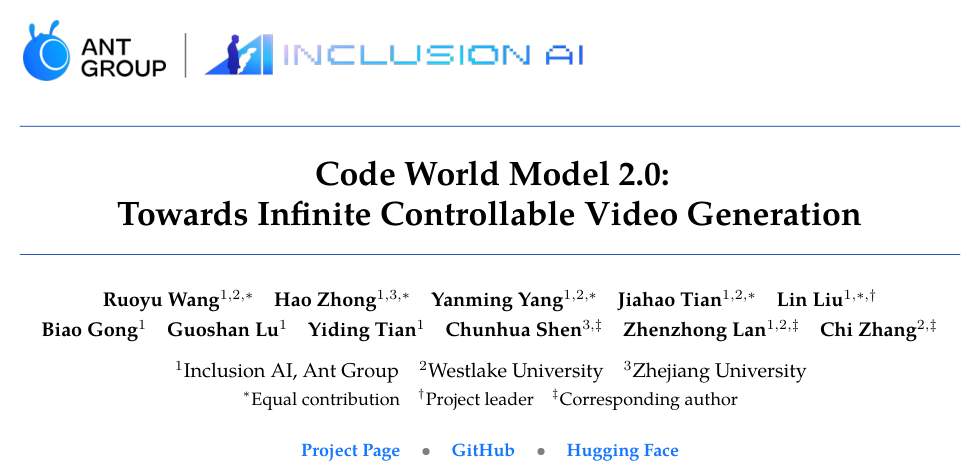 ANT GROUP | INCLUSION AI
Code World Model 2.0:
Towards Infinite Controllable Video Generation
Ruoyu Wang1,2,* Hao Zhong1,3,* Yanming Yang1,2,* Jiahao Tian1,2,* Lin Liu1,*,†
Biao Gong1 Guoshan Lu1 Yiding Tian1 Chunhua Shen3,‡ Zhenzhong Lan1,2,‡ Chi Zhang2,‡
1Inclusion AI, Ant Group 2Westlake University 3Zhejiang University
*Equal contribution †Project leader ‡Corresponding author
Project Page • GitHub • Hugging Face